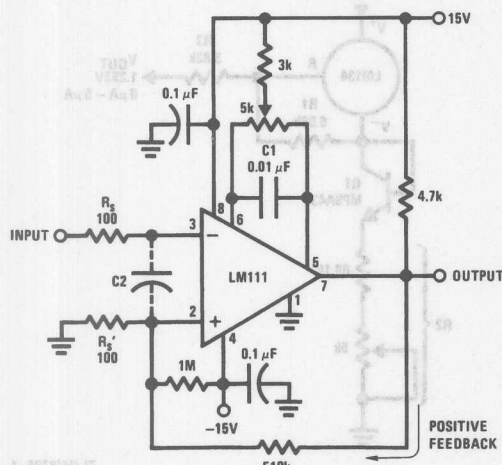 15V
3k
0.1 μF
5k
C1
0.01 μF
4.7k
8
6
Rs
100
INPUT
3
5
LM111
7
OUTPUT
C2
1
2
4
Rs'
100
1M
0.1 μF
-15V
POSITIVE
FEEDBACK